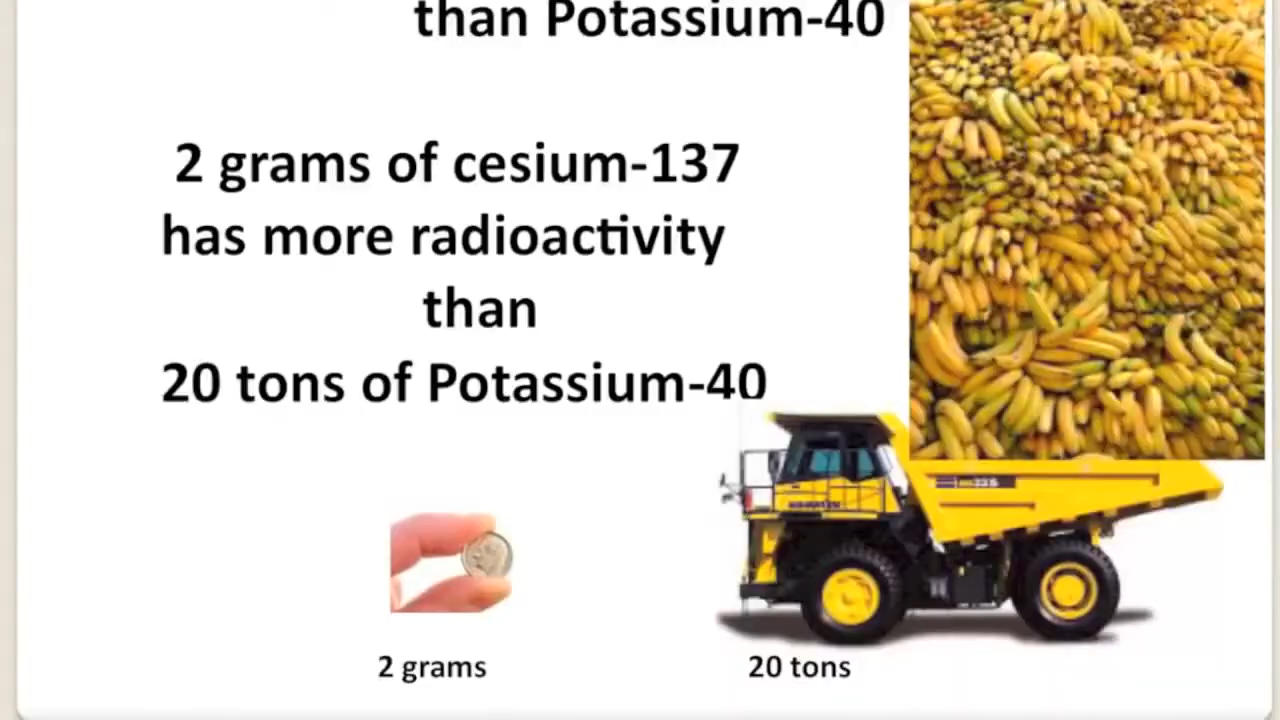 than Potassium-40
2 grams of cesium-137
has more radioactivity
than
20 tons of Potassium-40
2 grams
20 tons